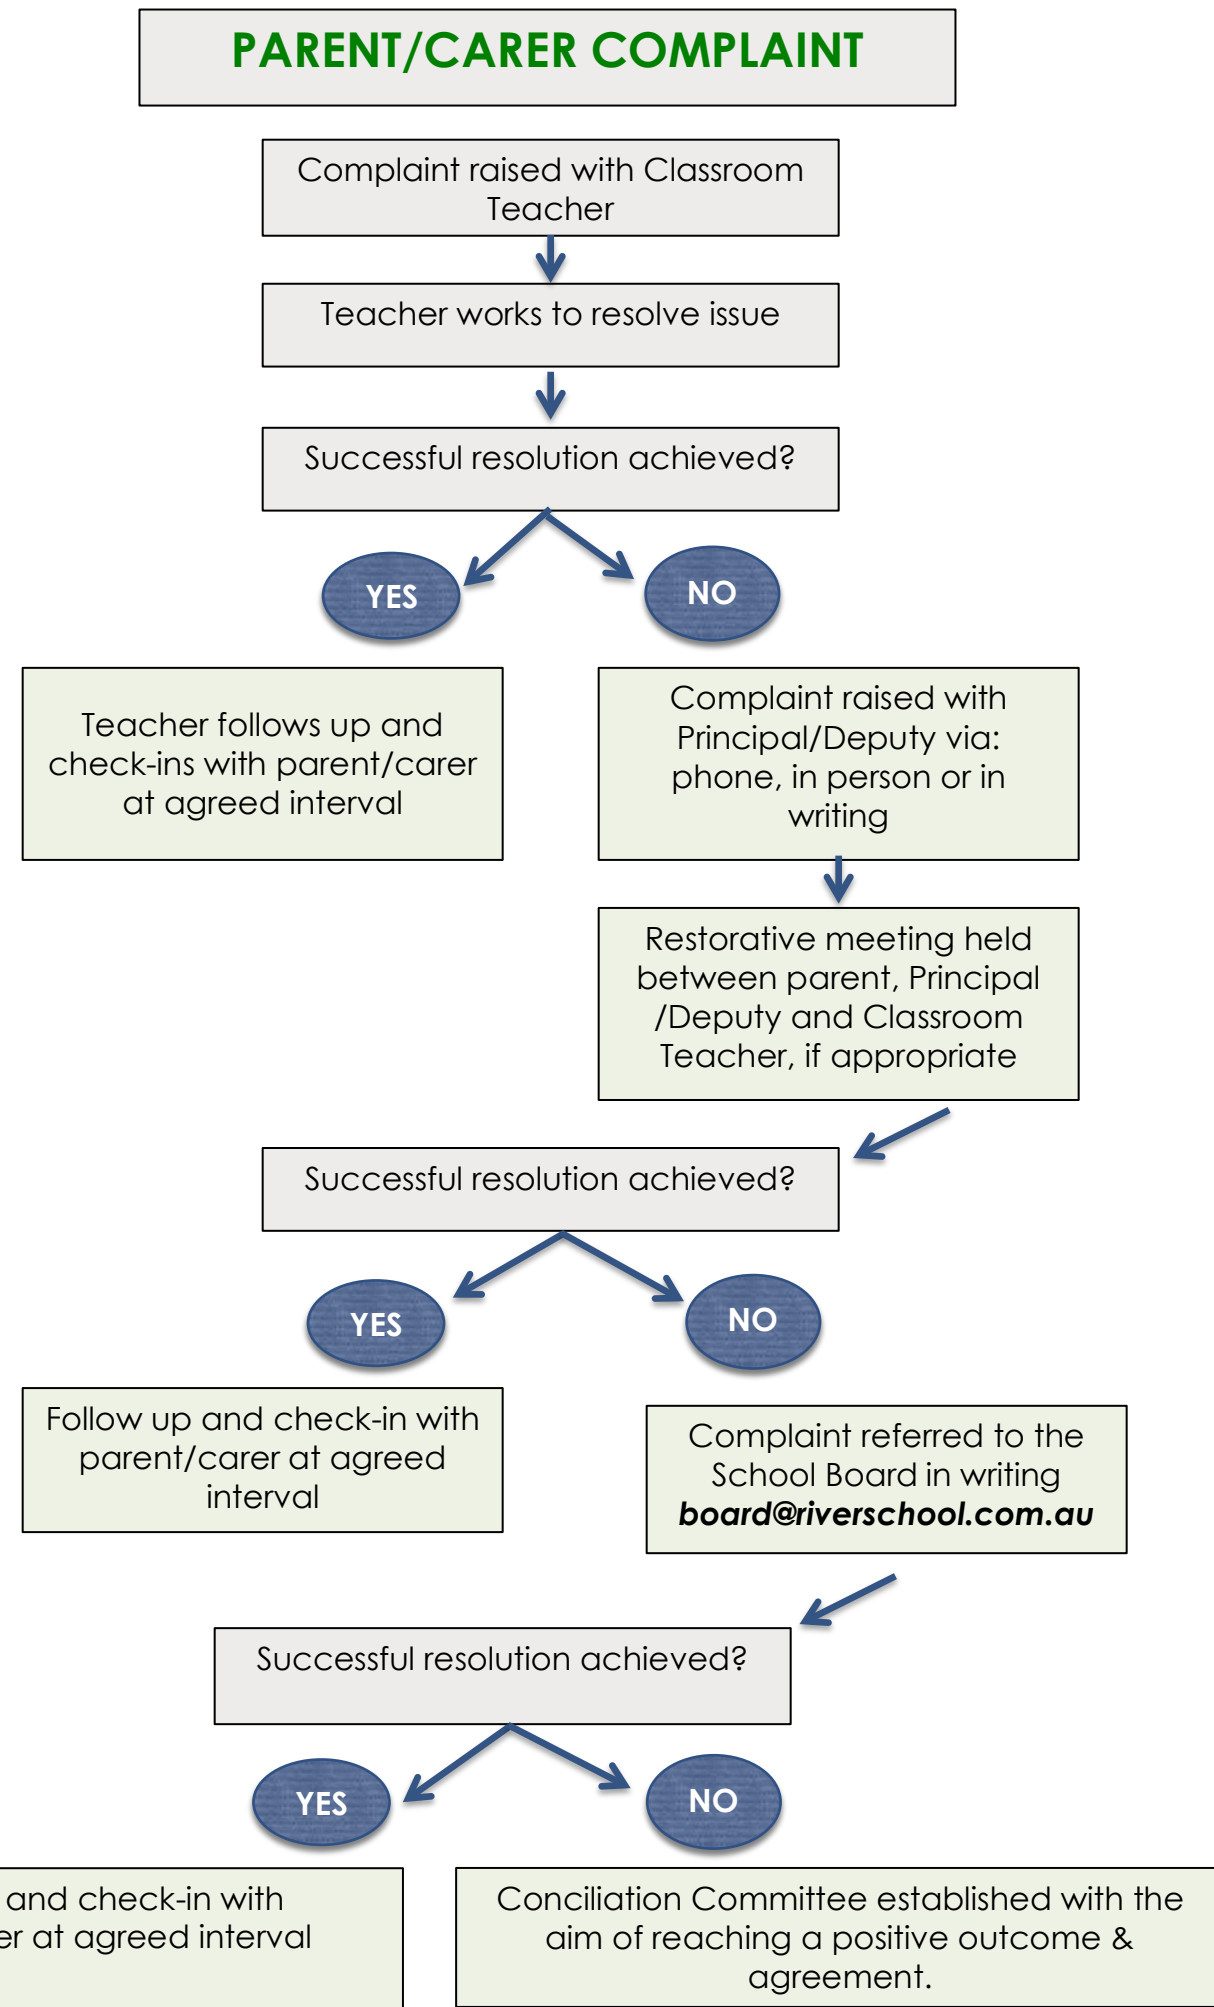 PARENT/CARER COMPLAINT
Complaint raised with Classroom
Teacher
Teacher works to resolve issue
Successful resolution achieved?
YES
NO
Teacher follows up and
check-ins with parent/carer
at agreed interval
Complaint raised with
Principal/Deputy via:
phone, in person or in
writing
Restorative meeting held
between parent, Principal
/Deputy and Classroom
Teacher, if appropriate
Successful resolution achieved?
YES
NO
Follow up and check-in with
parent/carer at agreed
interval
Complaint referred to the
School Board in writing
board@riverschool.com.au
Successful resolution achieved?
YES
NO
and check-in with
at agreed interval
Conciliation Committee established with the
aim of reaching a positive outcome &
agreement.